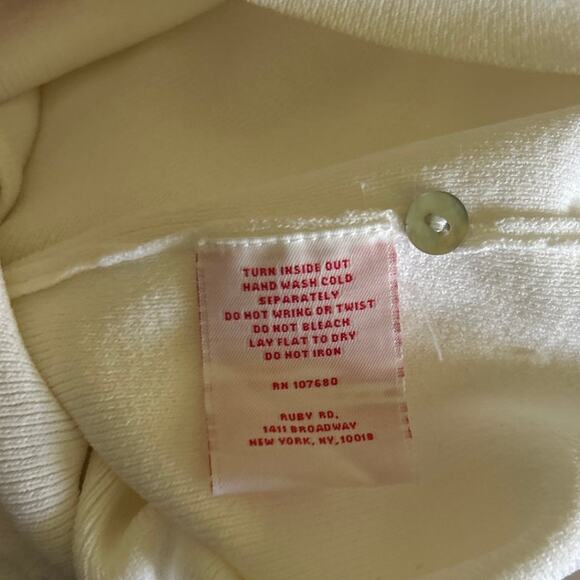 TURN INSIDE OUT
HAND WASH COLD
SEPARATELY
DO NOT WRING OR TWIST
DO NOT BLEACH
LAY FLAT TO DRY
DO NOT IRON
RN 107680
RUBY RD.
1411 BROADWAY
NEW YORK, NY, 10018